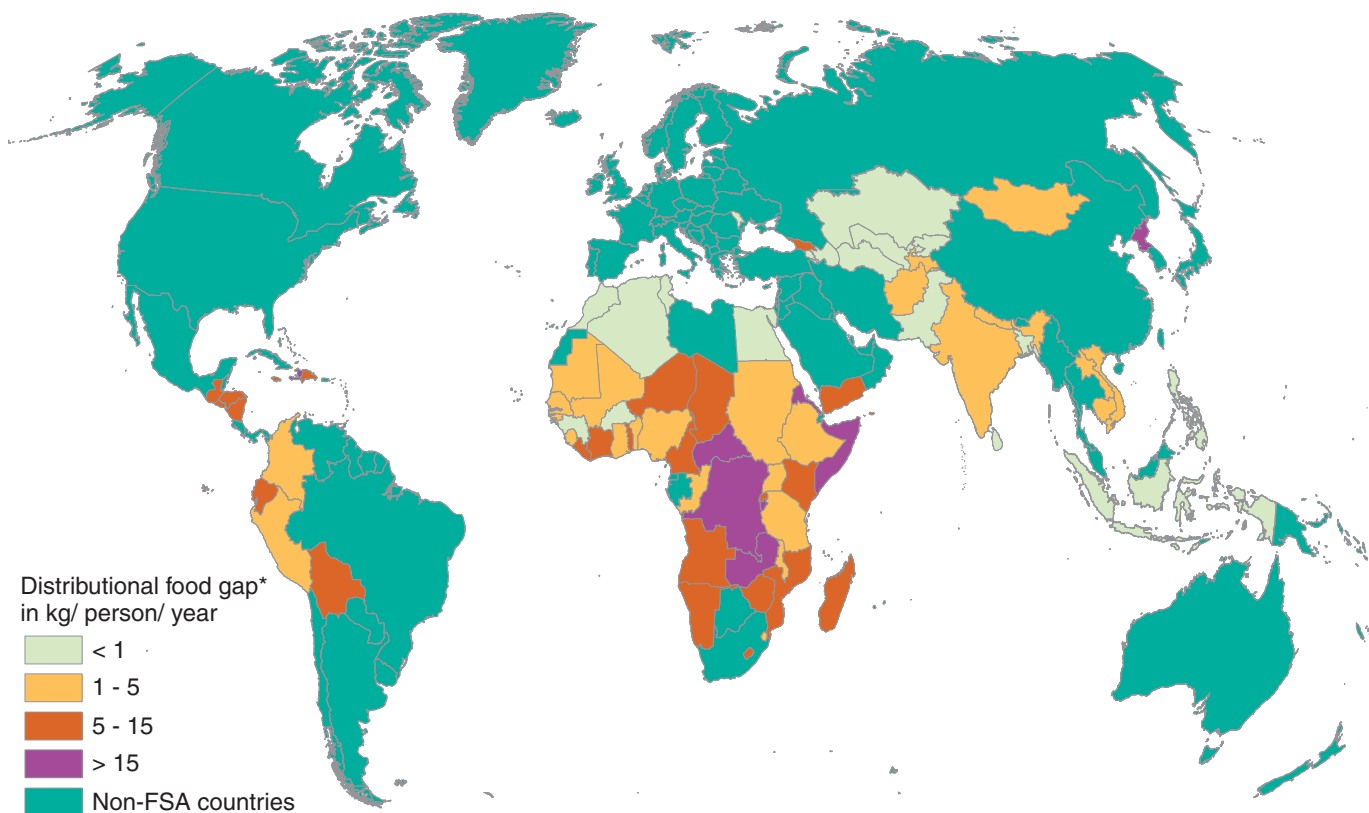 Distributional food gap*
in kg/ person/ year
< 1
1 - 5
5 - 15
> 15
Non-FSA countries